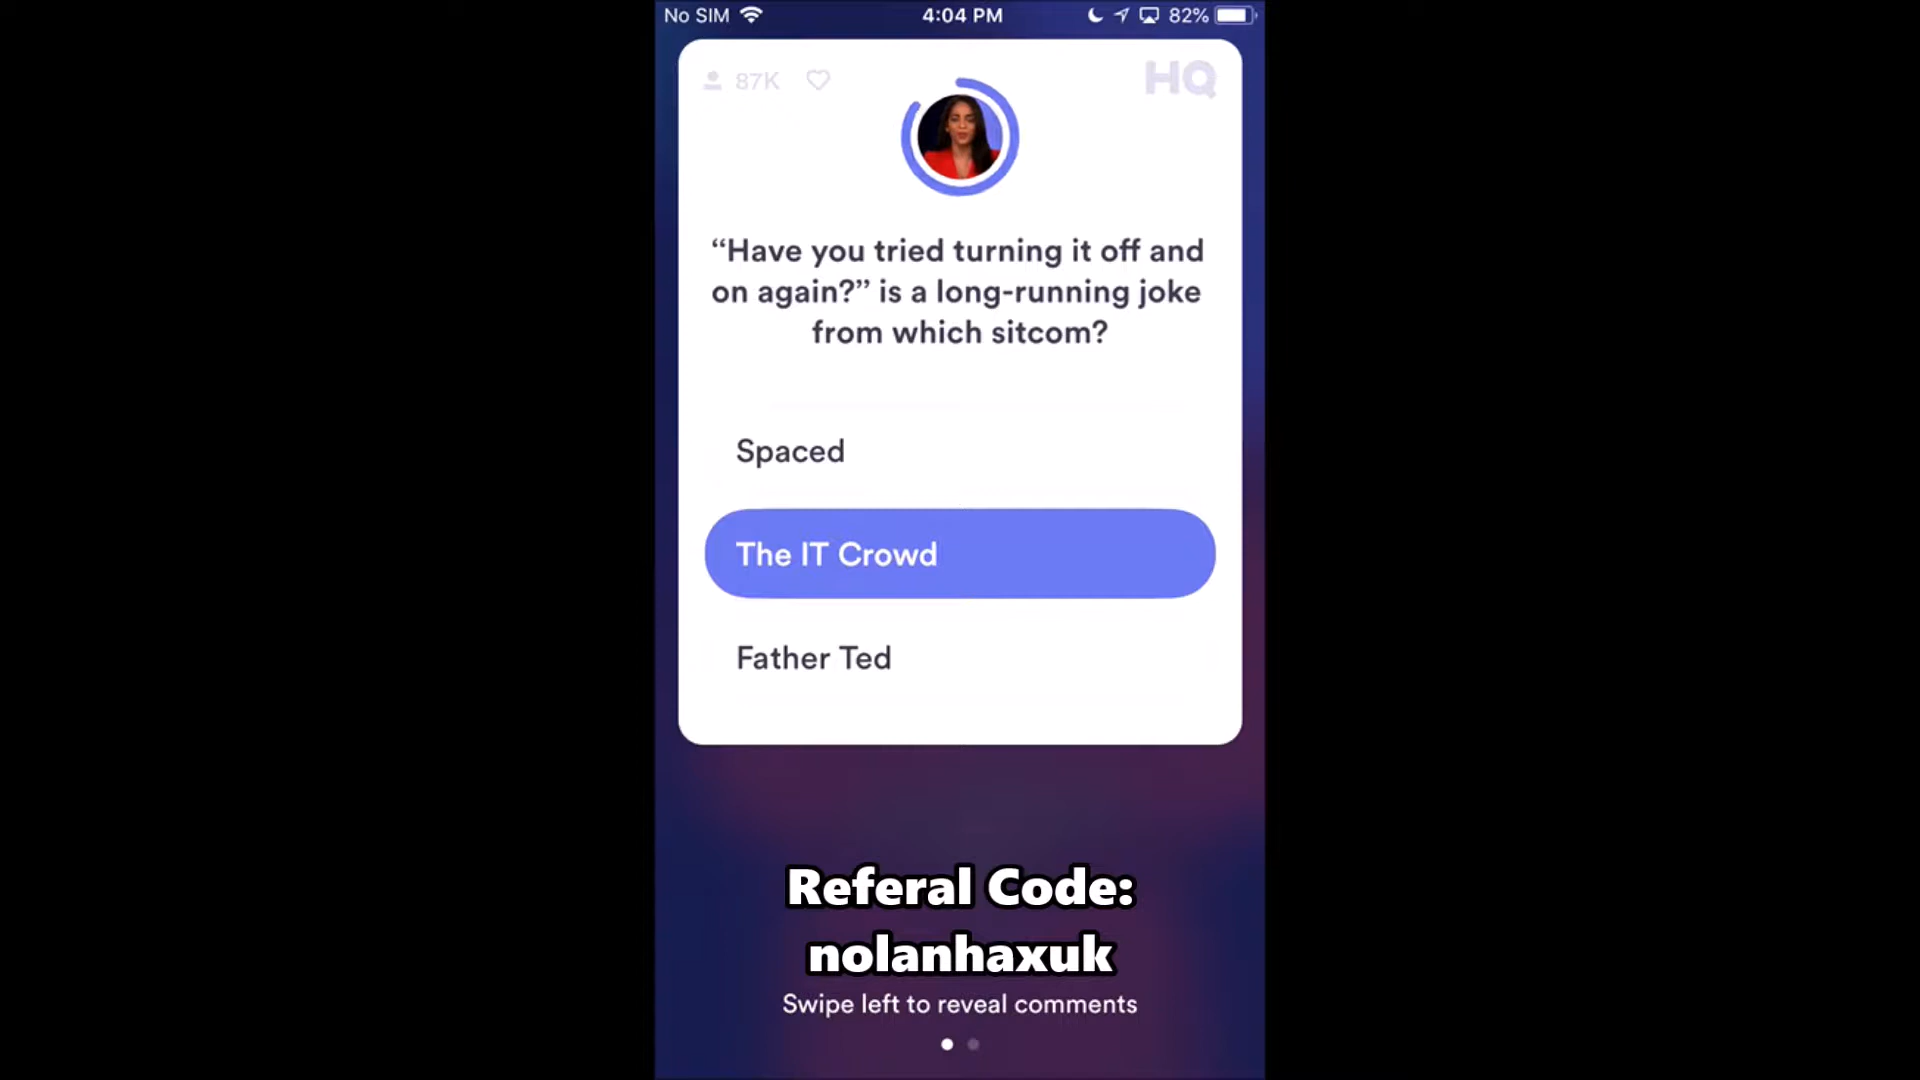 No SIM 4:04 PM 82%
87K HQ
“Have you tried turning it off and
on again?” is a long-running joke
from which sitcom?
Spaced
The IT Crowd
Father Ted
Referal Code:
nolanhaxuk
Swipe left to reveal comments